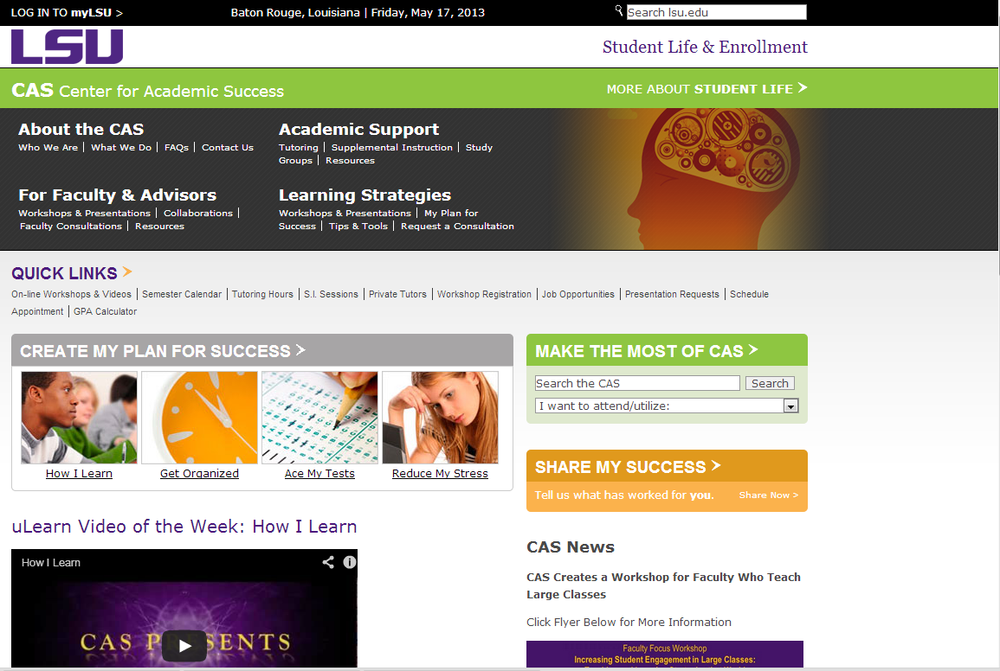 LOG IN TO myLSU >
Baton Rouge, Louisiana | Friday, May 17, 2013
Search lsu.edu
LSU
Student Life & Enrollment
CAS Center for Academic Success
MORE ABOUT STUDENT LIFE >
About the CAS
Who We Are | What We Do | FAQs | Contact Us
Academic Support
Tutoring | Supplemental Instruction | Study
Groups | Resources
For Faculty & Advisors
Workshops & Presentations | Collaborations |
Faculty Consultations | Resources
Learning Strategies
Workshops & Presentations | My Plan for
Success | Tips & Tools | Request a Consultation
QUICK LINKS >
On-line Workshops & Videos | Semester Calendar | Tutoring Hours | S.I. Sessions | Private Tutors | Workshop Registration | Job Opportunities | Presentation Requests | Schedule
Appointment | GPA Calculator
CREATE MY PLAN FOR SUCCESS >
How I Learn
Get Organized
Ace My Tests
Reduce My Stress
MAKE THE MOST OF CAS >
Search the CAS
Search
I want to attend/utilize:
SHARE MY SUCCESS >
Tell us what has worked for you.
Share Now >
uLearn Video of the Week: How I Learn
How I Learn
CAS PRESENTS
CAS News
CAS Creates a Workshop for Faculty Who Teach
Large Classes
Click Flyer Below for More Information
Faculty Focus Workshop
Increasing Student Engagement in Large Classes: